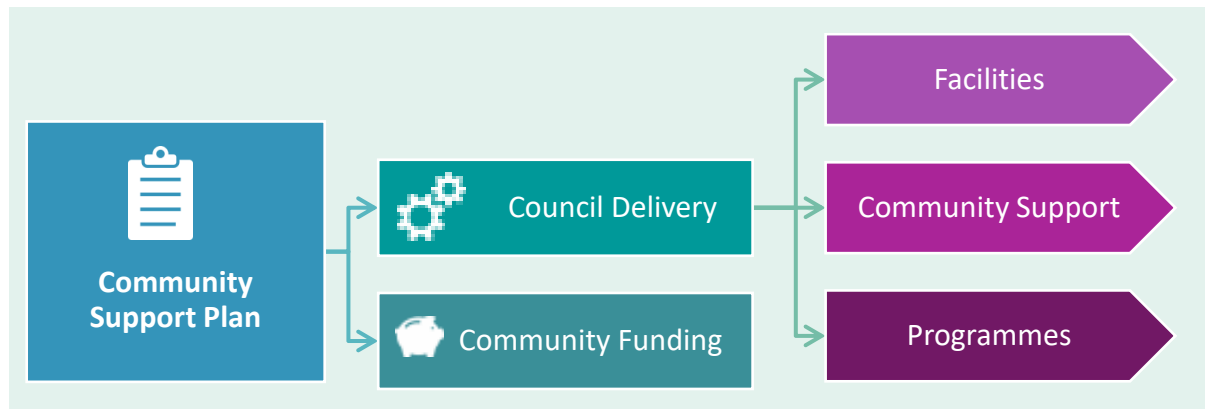 Community
Support Plan
Council Delivery
Community Funding
Facilities
Community Support
Programmes